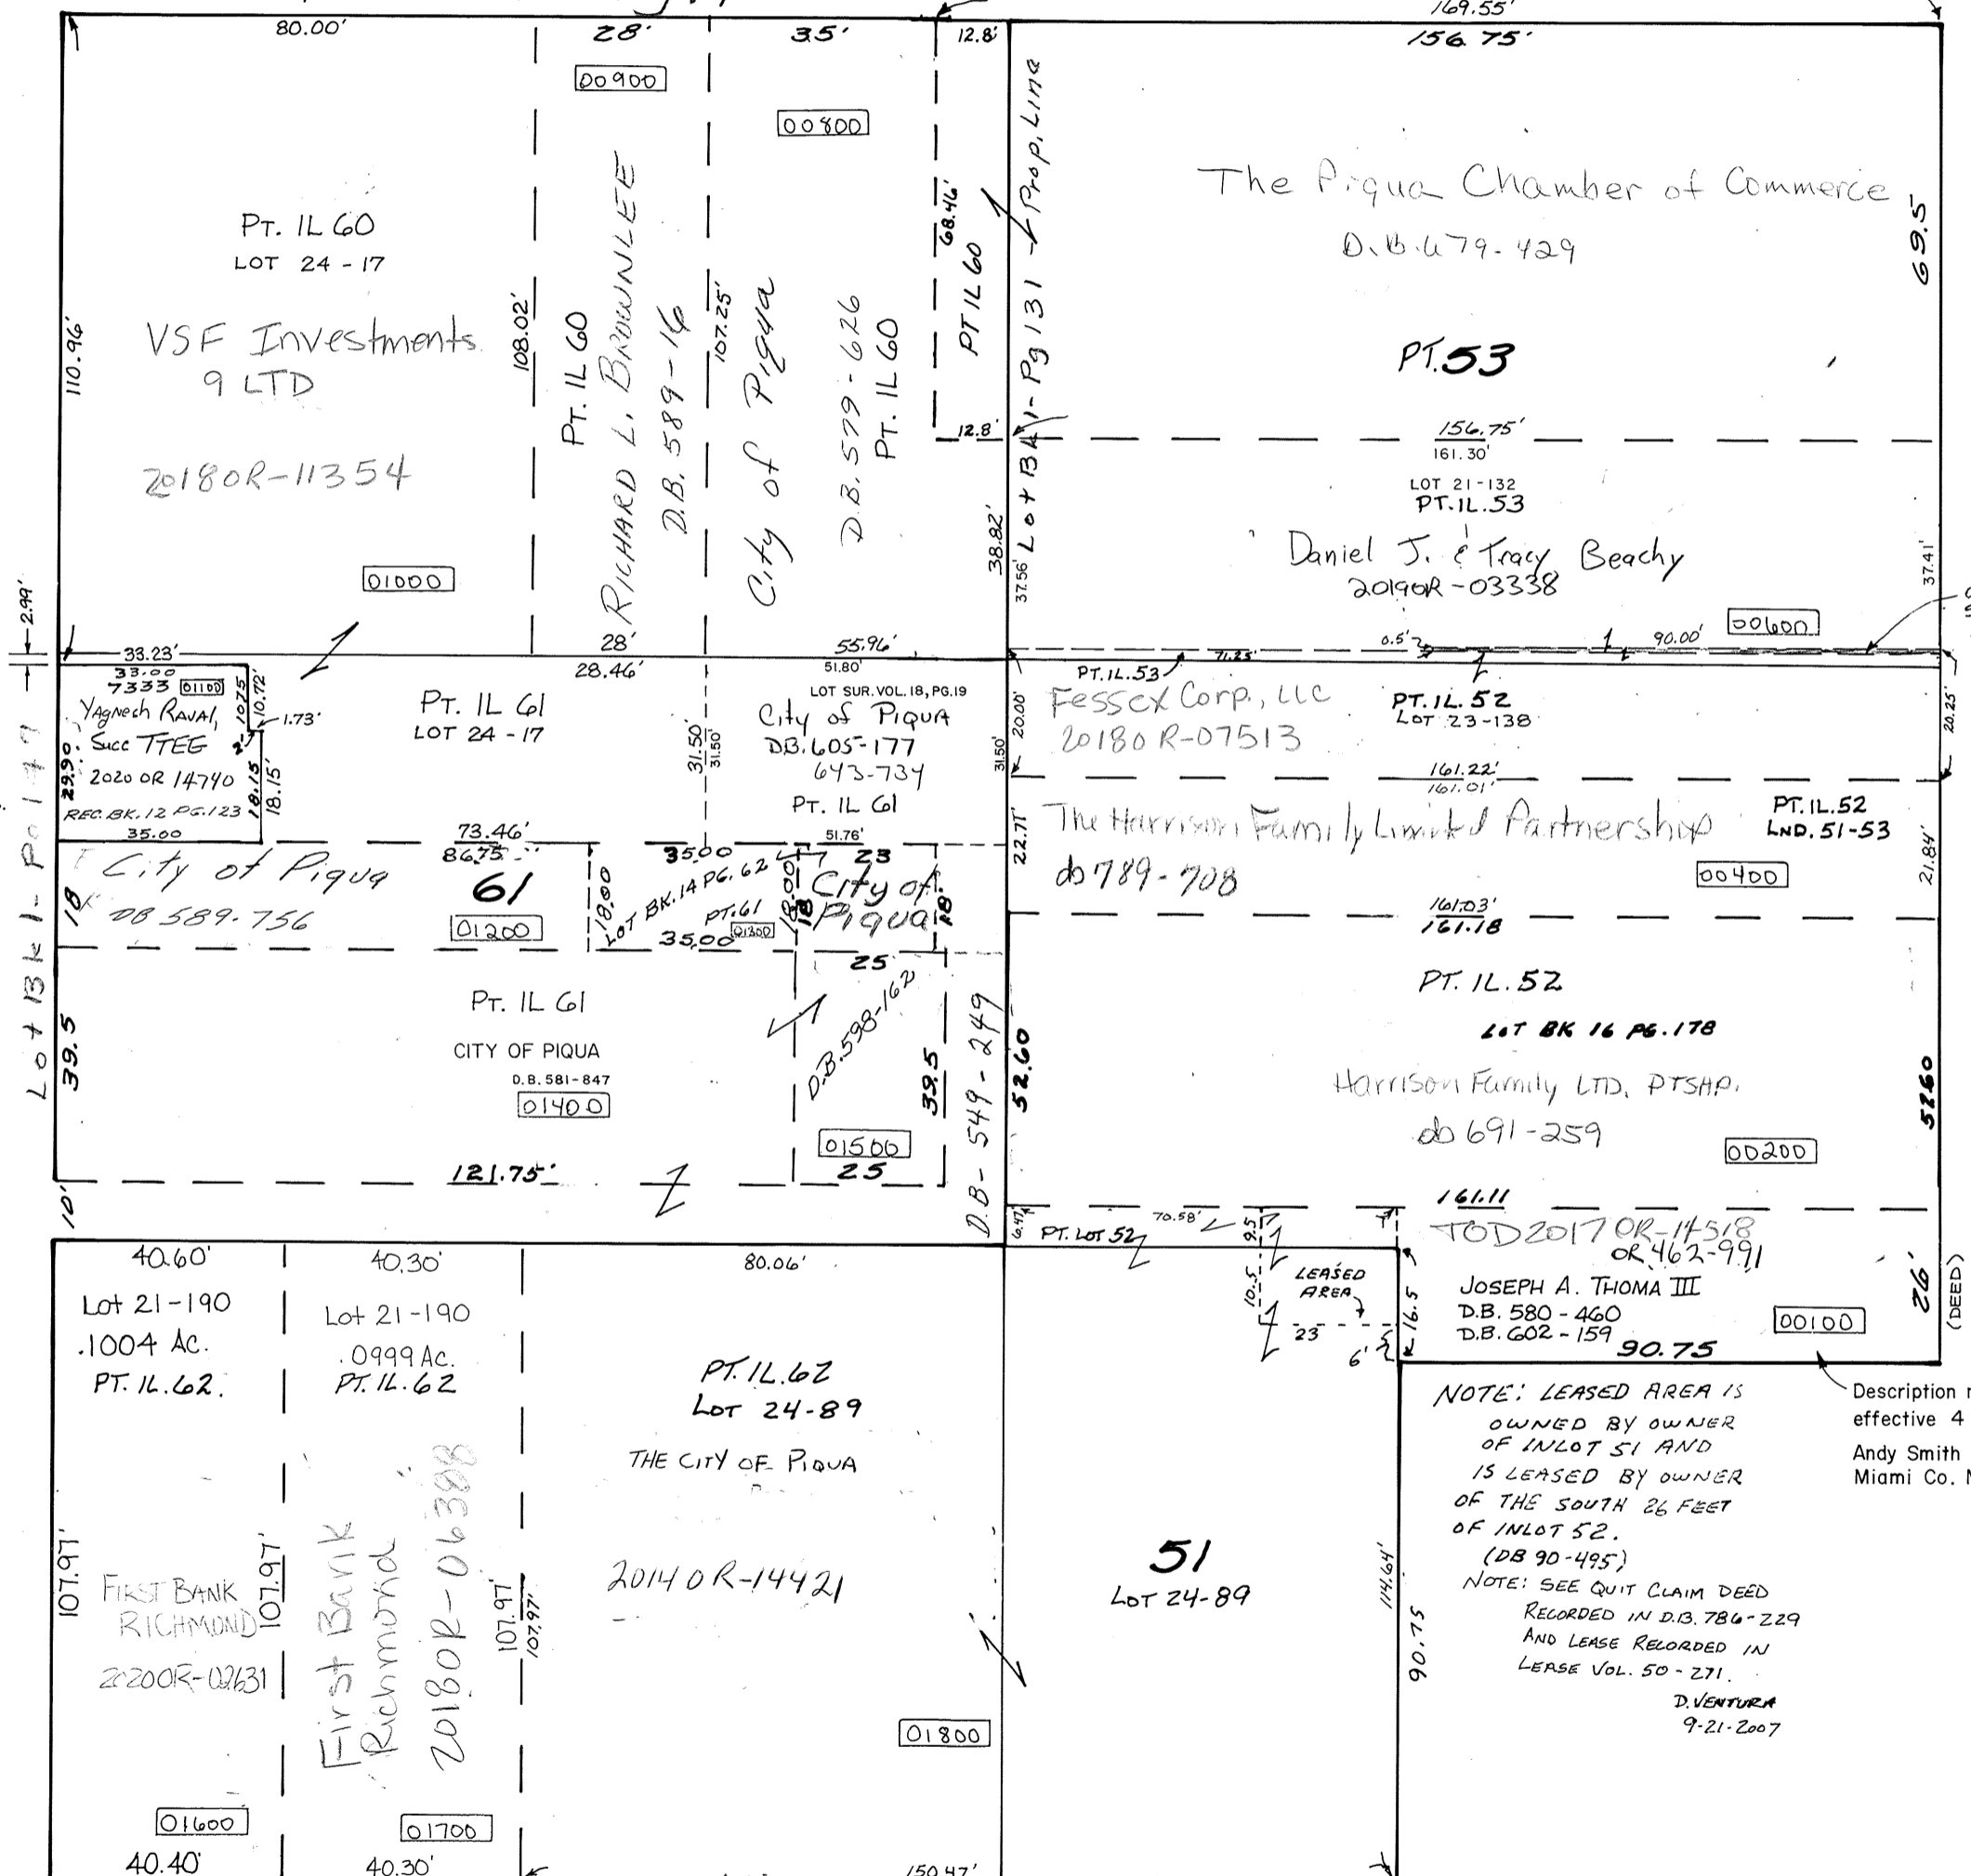 80.00'
28'
35'
12.8'
169.55'
156.75'
00900
00800
Lot Bk 1- Pg 131 - Prop. Line
The Piqua Chamber of Commerce
D.B. 679-429
69.5
PT. 53
PT. IL 60
LOT 24-17
VSF Investments
9 LTD
20180R-11354
110.96'
01000
108.02'
PT. IL 60
RICHARD L. BROWNLEE
D.B. 589-16
107.25'
City of Piqua
D.B. 579-626
PT. IL 60
68.46'
PT IL 60
12.8'
38.82'
37.56'
156.75'
161.30'
LOT 21-132
PT. IL. 53
Daniel J. & Tracy Beachy
20190R-03338
37.41'
00600
0.5'
90.00'
71.25'
PT. IL. 53
2.99'
Lot Bk 1-
33.23'
28'
55.96'
33.00
7333
01100
Yagnech Raval,
Succ TTEE
2020 OR 14740
REC. BK. 12 PG. 123
35.00
29.90
10.75
10.72'
1.73'
2'
18.15
18.15'
PT. IL 61
LOT 24-17
28.46'
31.50'
31.50'
73.46'
51.80'
LOT SUR. VOL. 18, PG. 19
City of Piqua
DB. 605-177
643-734
PT. IL 61
51.76'
31.50'
20.00'
Fessex Corp., LLC
20180R-07513
PT. IL. 52
LOT 23-138
20.25'
161.22'
161.01'
22.71'
The Harrison Family Limited Partnership
db 789-708
PT. IL. 52
LND. 51-53
00400
21.84'
161.03'
161.18
18
City of Piqua
DB 589-756
86.75
61
01200
18.00
35.00
LOT BK. 14 PG. 62
PT. 61
01300
35.00
18.00
18
23
City of
Piqua
18
25
39.5
PT. IL 61
CITY OF PIQUA
D.B. 581-847
01400
121.75'
D.B. 598-162
39.5
01500
25
10'
D.B- 549-249
52.60
PT. IL. 52
LOT BK 16 PG. 178
Harrison Family LTD. PTSHP.
db 691-259
00200
52.60
161.11
6.47'
PT. LOT 52
70.58'
9.5
10.5
LEASED
AREA
23
6'
16.5
TOD 2017 OR-14518
OR. 462-991
JOSEPH A. THOMA III
D.B. 580-460
D.B. 602-159
00100
90.75
26'
(DEED)
40.60'
Lot 21-190
.1004 AC.
PT. IL. 62.
107.97'
FIRST BANK
RICHMOND
20200R-02631
01600
40.40'
107.97'
40.30'
Lot 21-190
.0999 AC.
PT. IL. 62
First Bank
Richmond
20180R-06388
01700
40.30'
107.97'
107.97'
80.06'
PT. IL. 62
LOT 24-89
THE CITY OF PIQUA
2014 OR-14421
01800
150.47'
51
LOT 24-89
114.64'
90.75
NOTE: LEASED AREA IS
OWNED BY OWNER
OF INLOT 51 AND
IS LEASED BY OWNER
OF THE SOUTH 26 FEET
OF INLOT 52.
(DB 90-495)
NOTE: SEE QUIT CLAIM DEED
RECORDED IN D.B. 786-229
AND LEASE RECORDED IN
LEASE VOL. 50-271.
D. VENTURA
9-21-2007
Description
effective 4
Andy Smith
Miami Co.